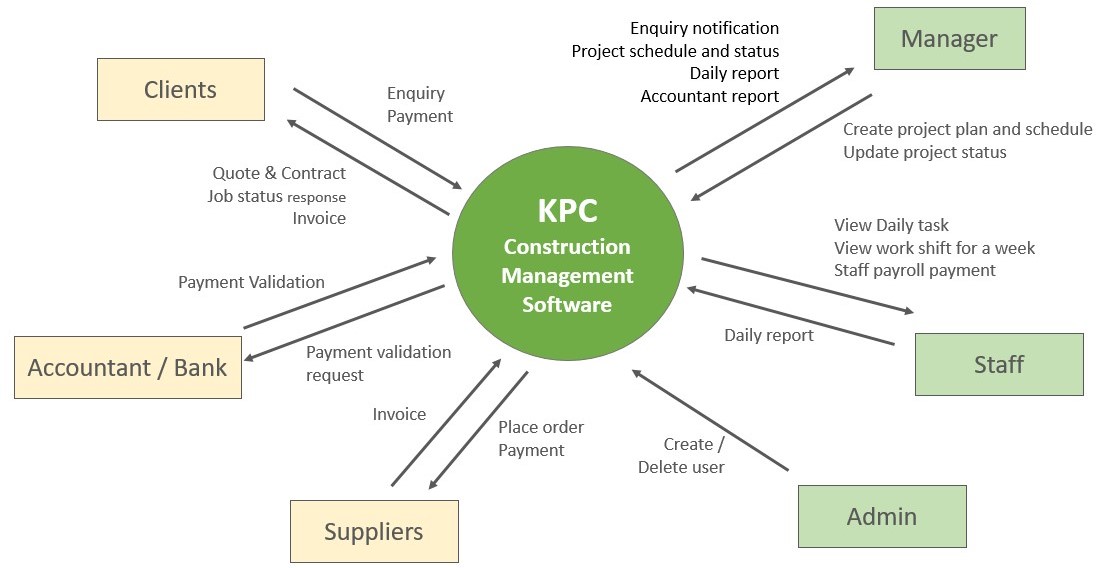 Enquiry notification
Project schedule and status
Daily report
Accountant report
Manager
Clients
Enquiry
Payment
Create project plan and schedule
Update project status
Quote & Contract
Job status response
Invoice
KPC
Construction
Management
Software
View Daily task
View work shift for a week
Staff payroll payment
Payment Validation
Daily report
Accountant / Bank
Payment validation
request
Staff
Invoice
Place order
Payment
Create /
Delete user
Suppliers
Admin